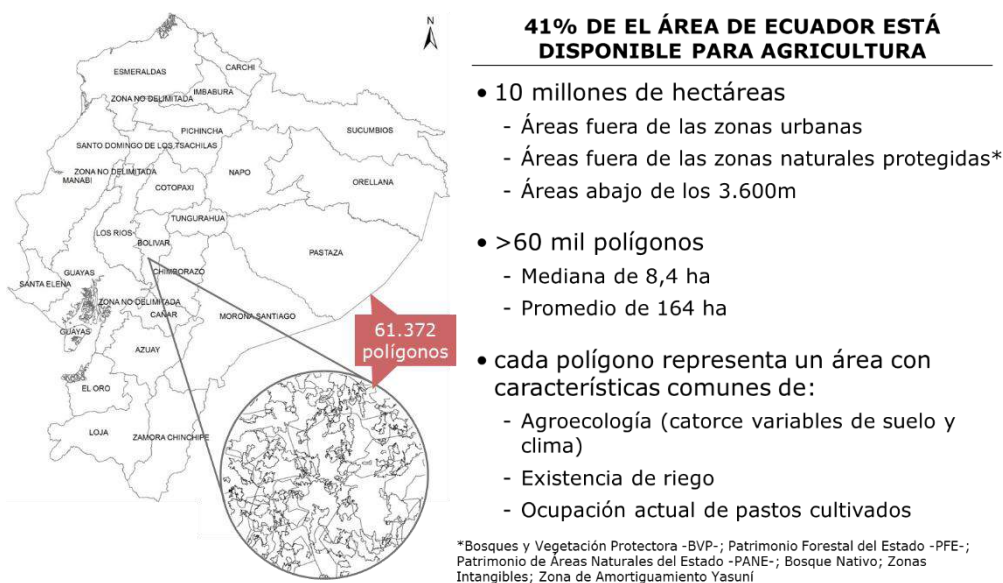 N
ESMERALDAS
CARCHI
IMBABURA
ZONA NO DELIMITADA
PICHINCHA
SUCUMBIOS
SANTO DOMINGO DE LOS TSACHILAS
ZONA NO DELIMITADA
MANABI
NAPO
ORELLANA
COTOPAXI
TUNGURAHUA
LOS RIOS
BOLIVAR
PASTAZA
CHIMBORAZO
GUAYAS
SANTA ELENA
ZONA NO DELIMITADA
CAÑAR
MORONA SANTIAGO
GUAYAS
AZUAY
EL ORO
LOJA
ZAMORA CHINCHIPE
61.372
polígonos
41% DE EL ÁREA DE ECUADOR ESTÁ
DISPONIBLE PARA AGRICULTURA
• 10 millones de hectáreas
- Áreas fuera de las zonas urbanas
- Áreas fuera de las zonas naturales protegidas*
- Áreas abajo de los 3.600m
• >60 mil polígonos
- Mediana de 8,4 ha
- Promedio de 164 ha
• cada polígono representa un área con
características comunes de:
- Agroecología (catorce variables de suelo y
clima)
- Existencia de riego
- Ocupación actual de pastos cultivados
*Bosques y Vegetación Protectora -BVP-; Patrimonio Forestal del Estado -PFE-;
Patrimonio de Áreas Naturales del Estado -PANE-; Bosque Nativo; Zonas
Intangibles; Zona de Amortiguamiento Yasuní